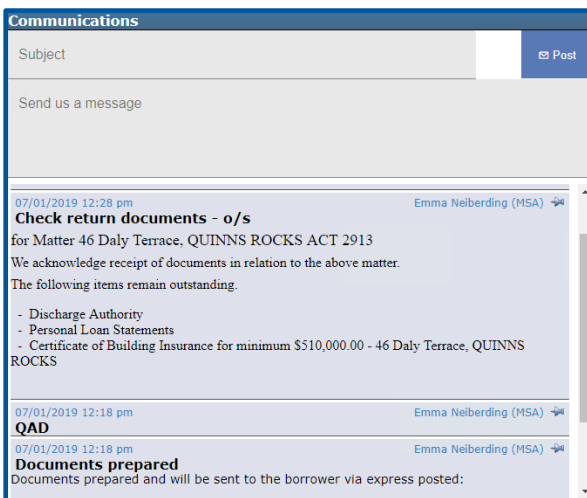 Communications
Subject
Post
Send us a message
07/01/2019 12:28 pm Emma Neiberding (MSA)
Check return documents - o/s
for Matter 46 Daly Terrace, QUINNS ROCKS ACT 2913
We acknowledge receipt of documents in relation to the above matter.
The following items remain outstanding.
- Discharge Authority
- Personal Loan Statements
- Certificate of Building Insurance for minimum $510,000.00 - 46 Daly Terrace, QUINNS
ROCKS
07/01/2019 12:18 pm Emma Neiberding (MSA)
QAD
07/01/2019 12:18 pm Emma Neiberding (MSA)
Documents prepared
Documents prepared and will be sent to the borrower via express posted: